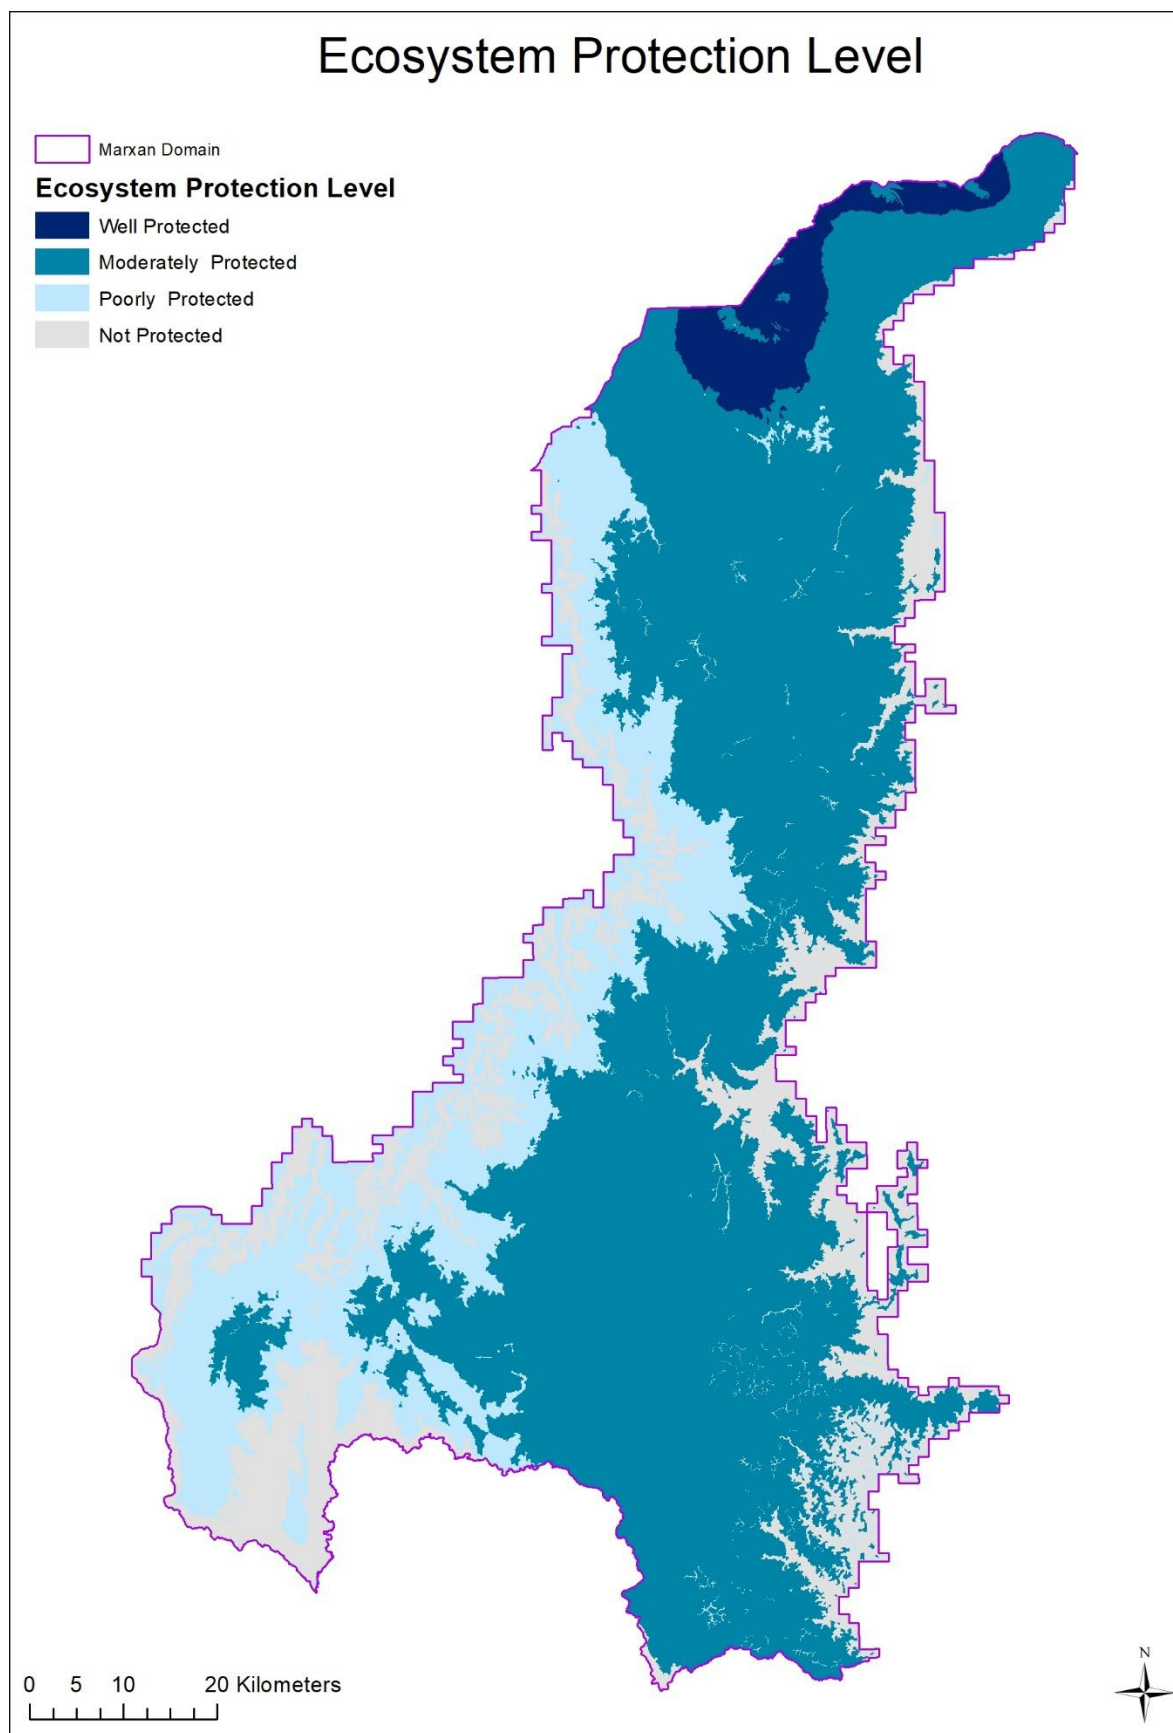 Ecosystem Protection Level
Marxan Domain
Ecosystem Protection Level
Well Protected
Moderately Protected
Poorly Protected
Not Protected
0 5 10 20 Kilometers
N